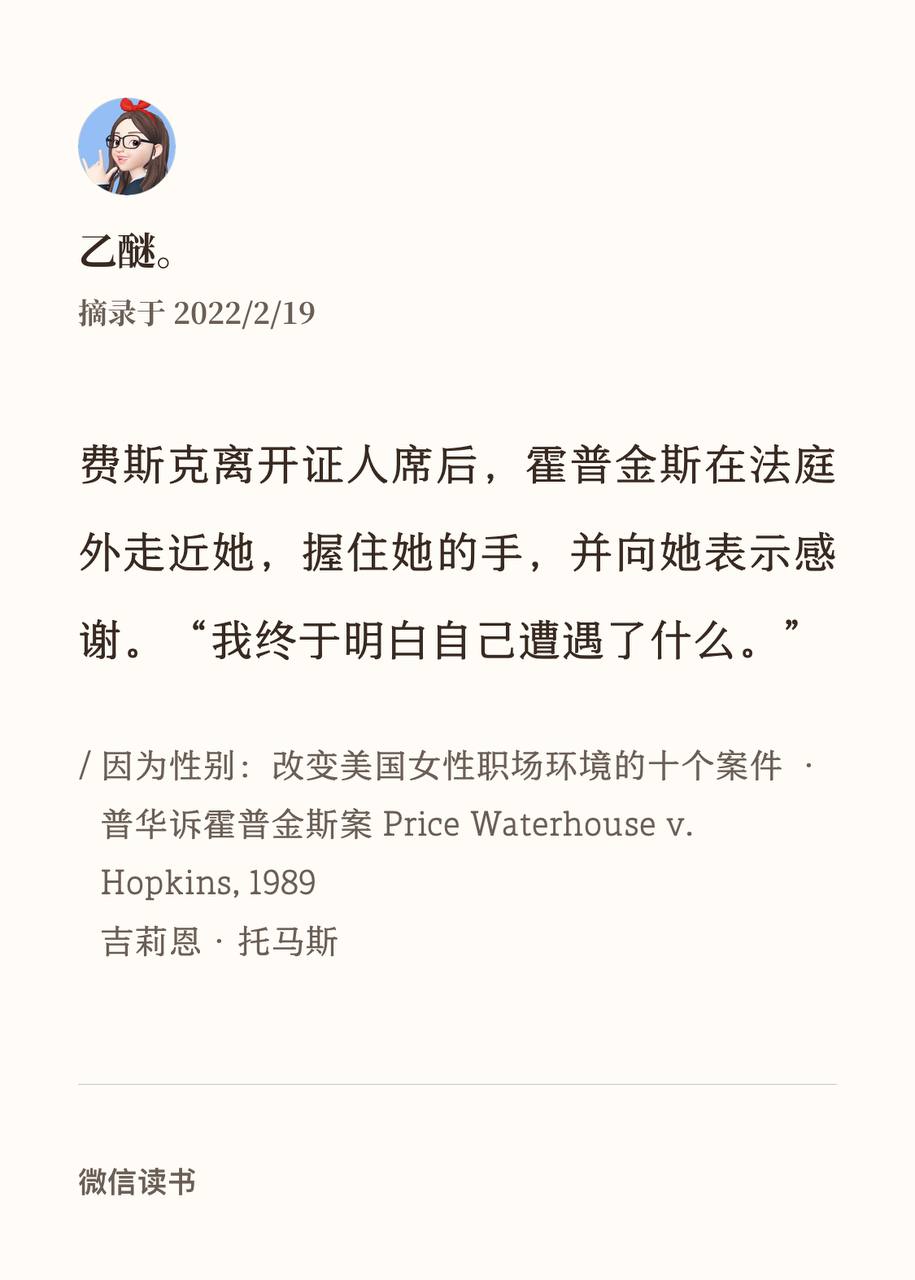 乙醚。
摘录于 2022/2/19
费斯克离开证人席后，霍普金斯在法庭
外走近她，握住她的手，并向她表示感
谢。“我终于明白自己遭遇了什么。”
/ 因为性别：改变美国女性职场环境的十个案件 ·
普华诉霍普金斯案 Price Waterhouse v.
Hopkins, 1989
吉莉恩 · 托马斯
微信读书